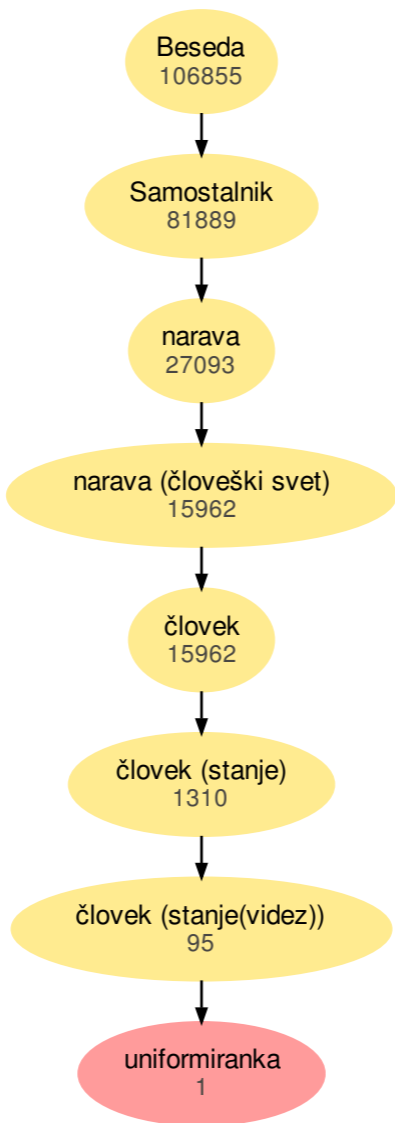 Beseda
106855
Samostalnik
81889
narava
27093
narava (človeški svet)
15962
človek
15962
človek (stanje)
1310
človek (stanje(videz))
95
uniformiranka
1